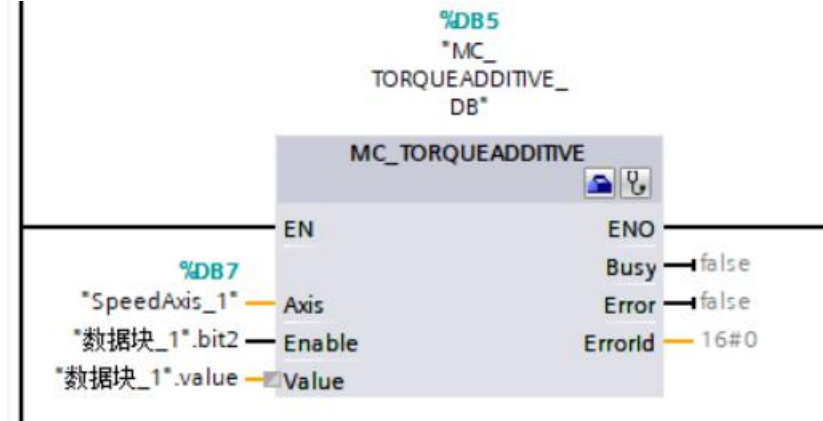 %DB5
"MC_
TORQUEADDITIVE_
DB"
MC_TORQUEADDITIVE
EN ENO
%DB7 Busy false
"SpeedAxis_1" Axis Error false
"数据块_1".bit2 Enable ErrorId 16#0
"数据块_1".value Value